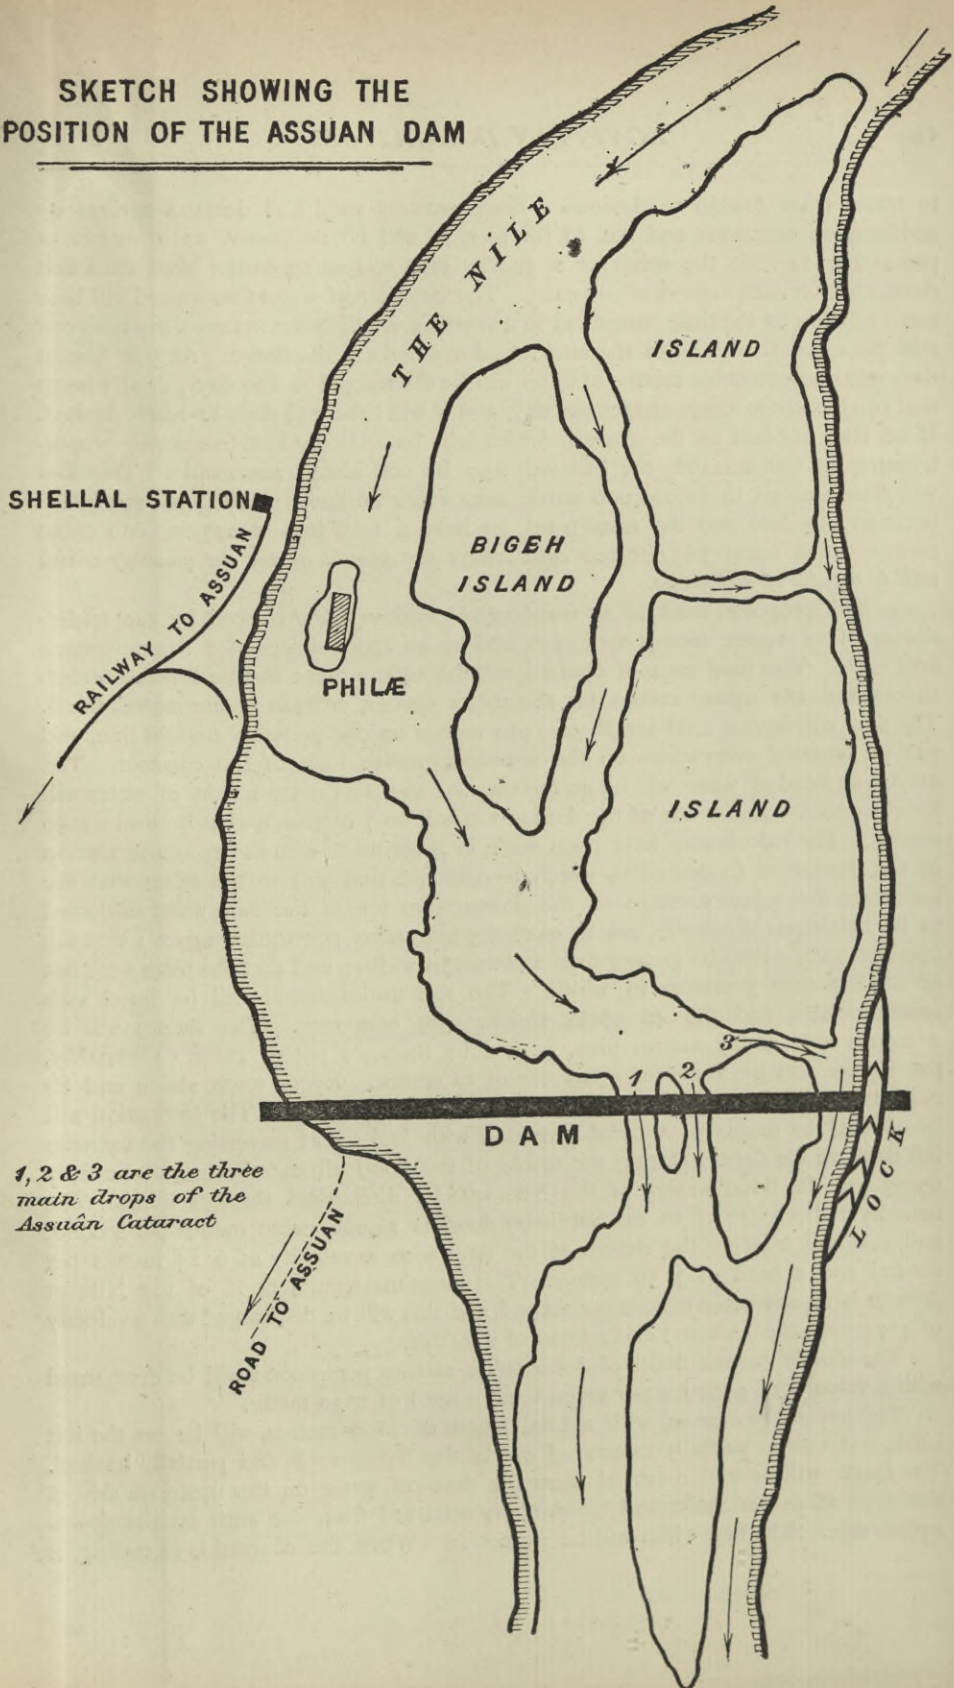 SKETCH SHOWING THE
POSITION OF THE ASSUAN DAM
THE NILE
ISLAND
SHELLAL STATION
BIGEH
ISLAND
RAILWAY TO ASSUAN
PHILÆ
ISLAND
3
1
2
DAM
LOCK
1, 2 & 3 are the three
main drops of the
Assuân Cataract
ROAD TO ASSUAN